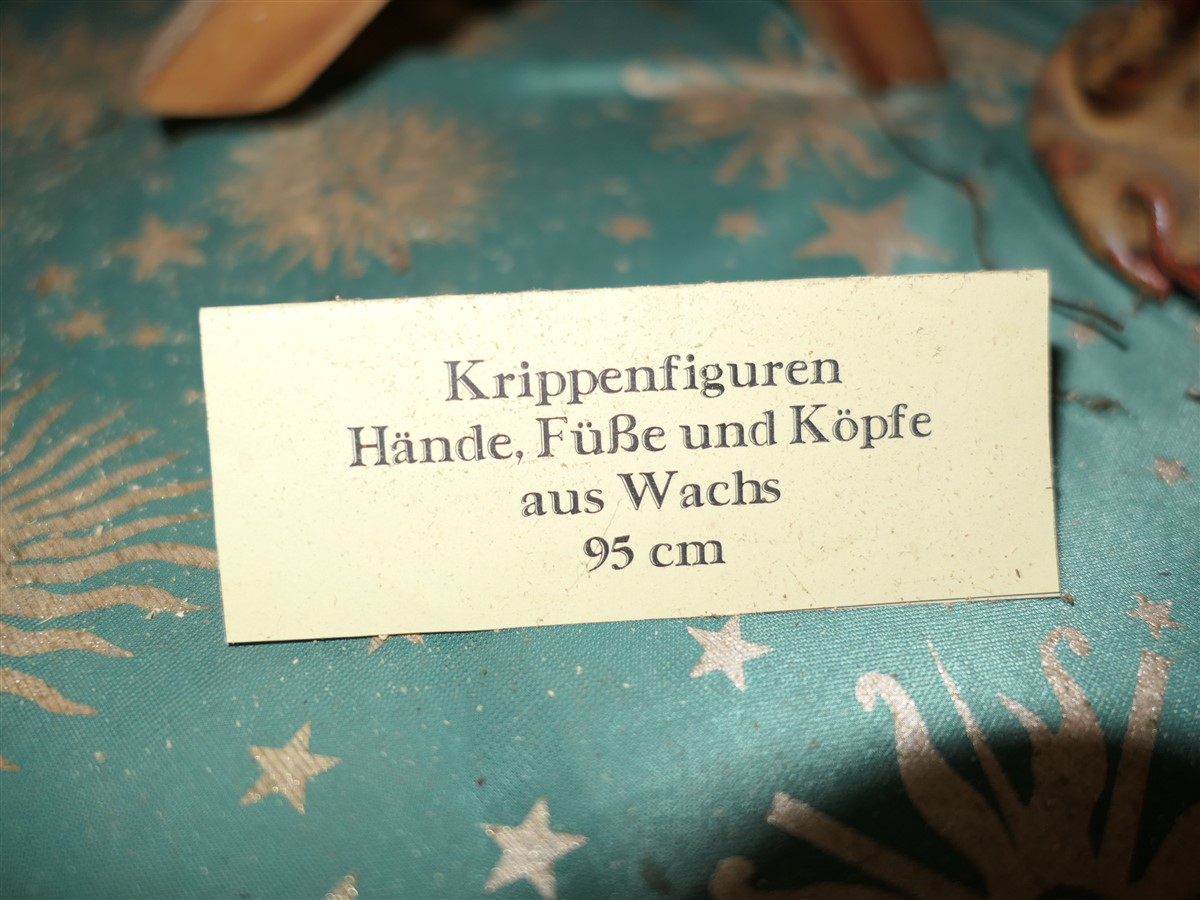 Krippenfiguren
Hände, Füße und Köpfe
aus Wachs
95 cm